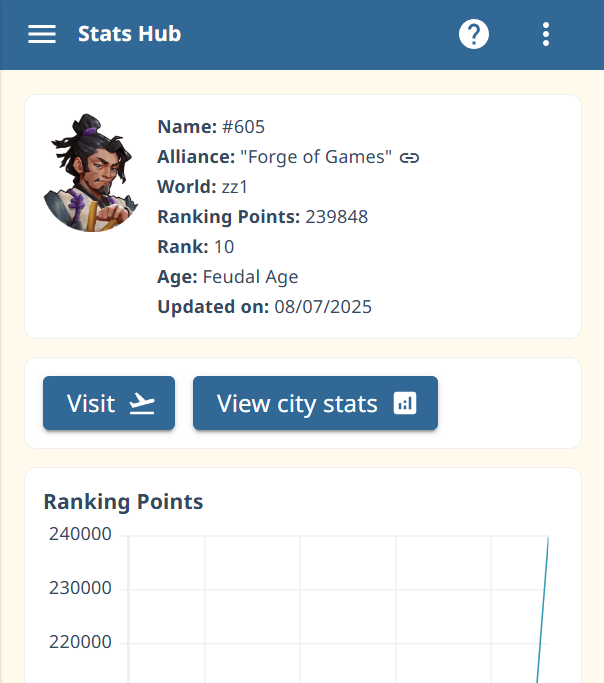 Stats Hub
Name: #605
Alliance: "Forge of Games"
World: zz1
Ranking Points: 239848
Rank: 10
Age: Feudal Age
Updated on: 08/07/2025
Visit
View city stats
Ranking Points
240000
230000
220000